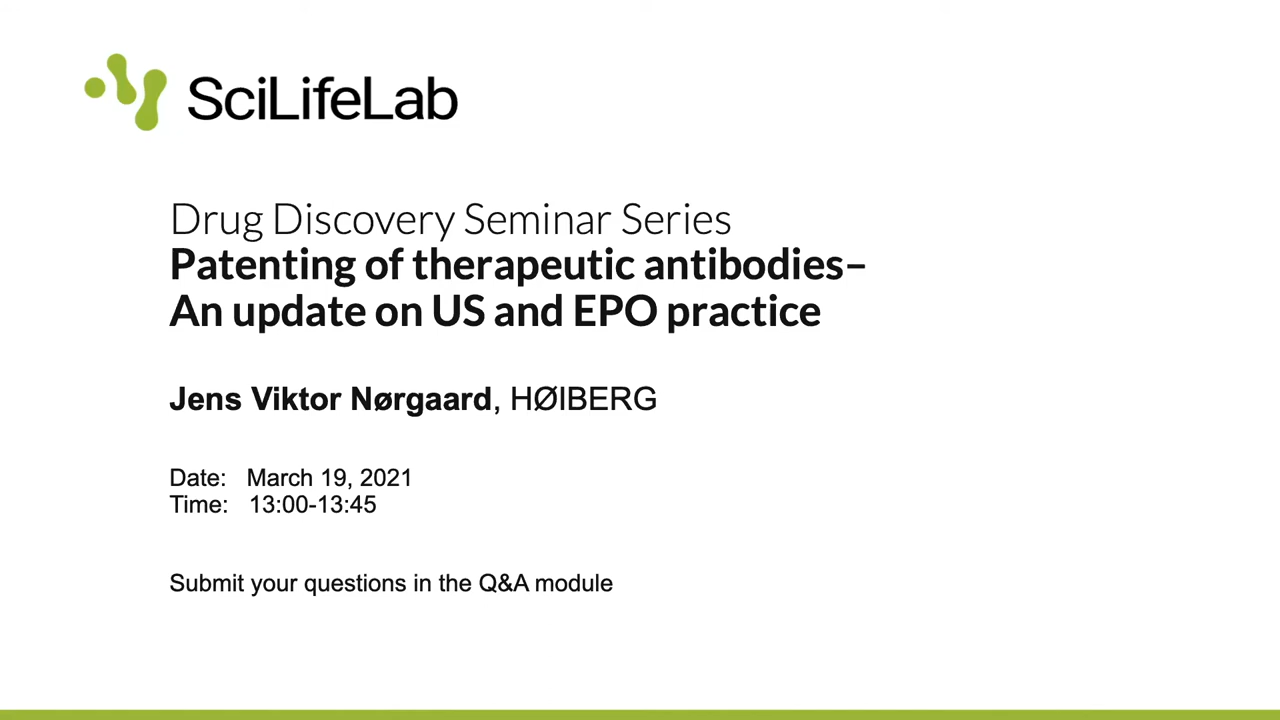 SciLifeLab
Drug Discovery Seminar Series
Patenting of therapeutic antibodies–
An update on US and EPO practice
Jens Viktor Nørgaard, HØIBERG
Date: March 19, 2021
Time: 13:00-13:45
Submit your questions in the Q&A module